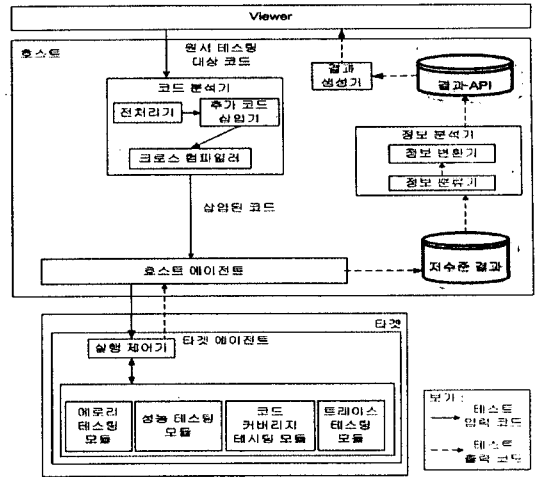 Viewer
호스트
원시 테스팅
대상 코드
코드 분석기
전처리기
추가 코드
삽입기
크로스 컴파일러
결과
생성기
결과-API
정보 분석기
정보 변환기
정보 분류기
삽입된 코드
호스트 에이전트
저수준 결과
타겟
실행 제어기
타겟 에이전트
메로리
테스팅
모듈
성능 테스팅
모듈
코드
커버리지
테스팅 모듈
트레이스
테스팅
모듈
보기 :
테스트
입력 코드
테스트
출력 코드